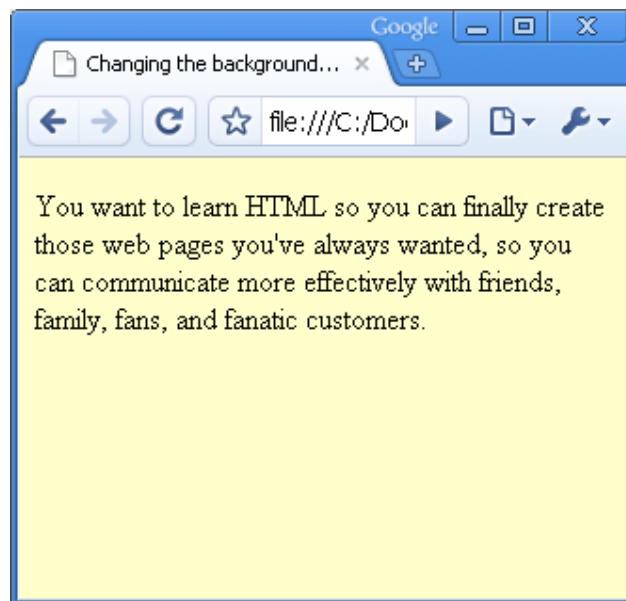 Google
Changing the background...
file:///C:/Do
You want to learn HTML so you can finally create
those web pages you've always wanted, so you
can communicate more effectively with friends,
family, fans, and fanatic customers.